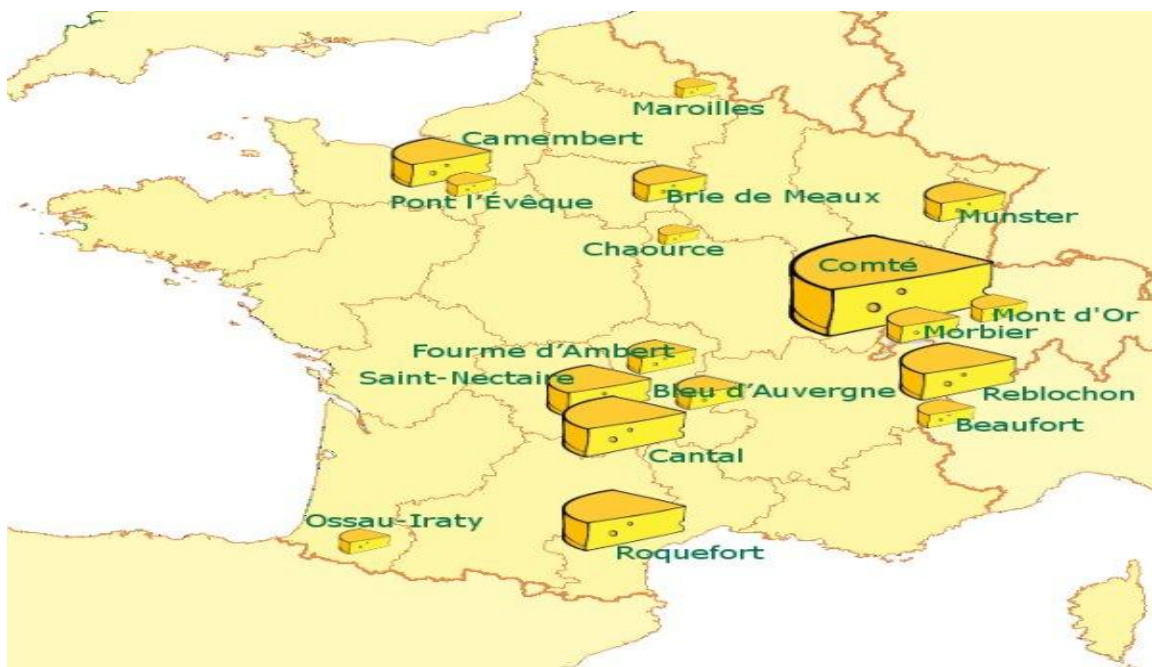 Maroilles
Camembert
Pont l'Évêque
Brie de Meaux
Munster
Chaource
Comté
Mont d'Or
Morbier
Fourme d'Ambert
Saint-Nectaire
Bleu d'Auvergne
Reblochon
Beaufort
Cantal
Ossau-Iraty
Roquefort